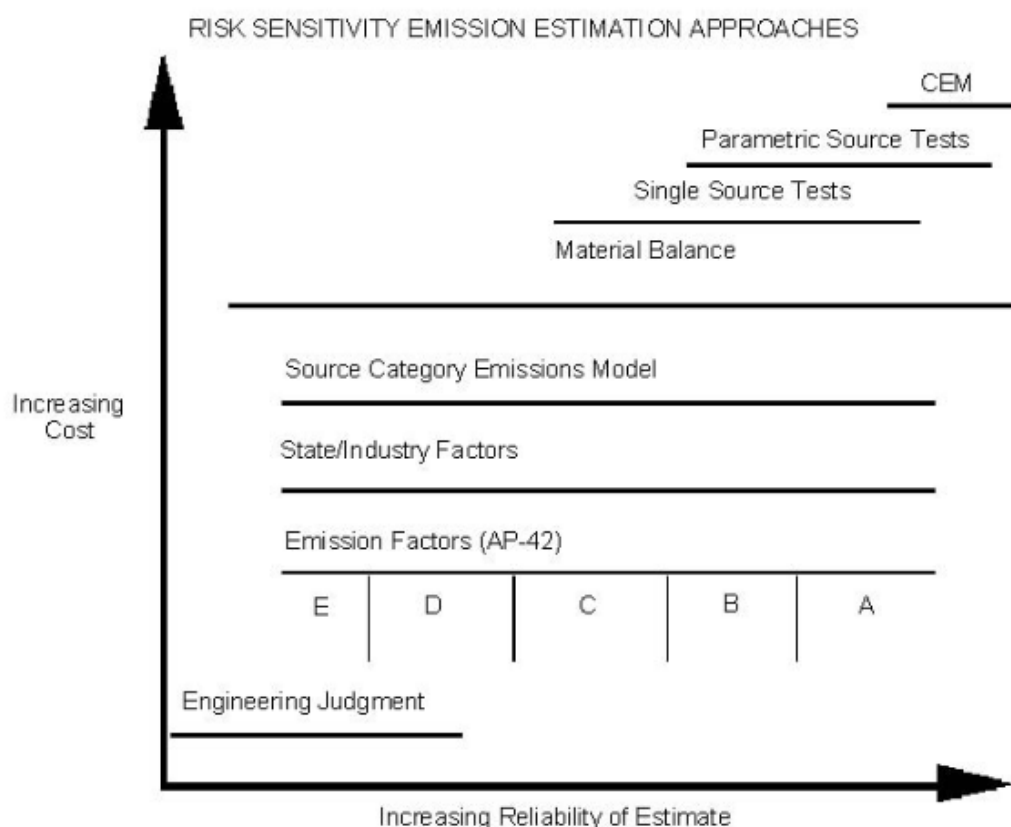 RISK SENSITIVITY EMISSION ESTIMATION APPROACHES
CEM
Parametric Source Tests
Single Source Tests
Material Balance
Source Category Emissions Model
Increasing
Cost
State/Industry Factors
Emission Factors (AP-42)
E D C B A
Engineering Judgment
Increasing Reliability of Estimate